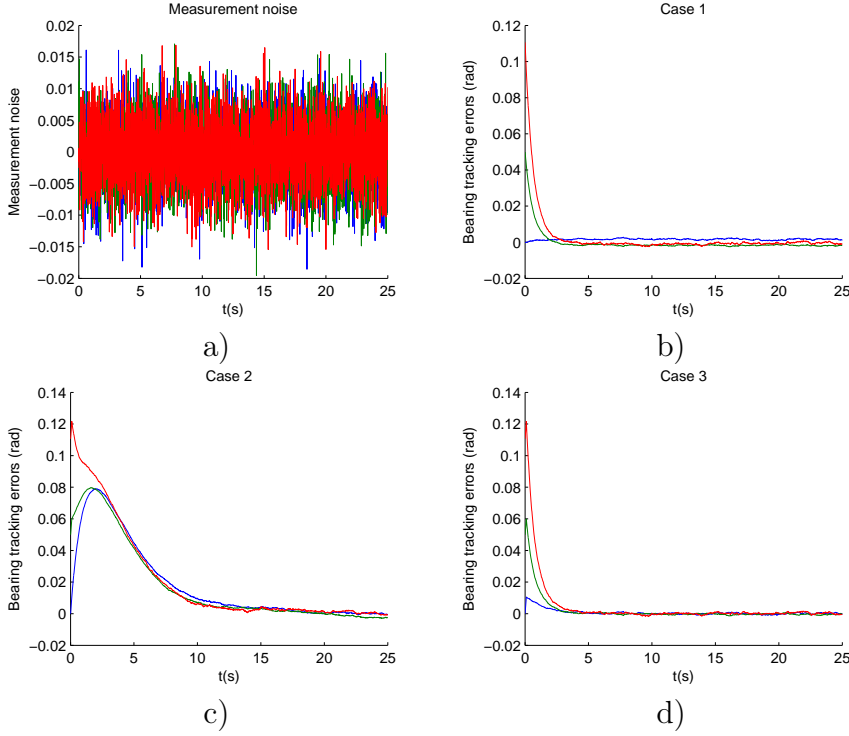 Measurement noise
Measurement noise
0.02
0.015
0.01
0.005
0
−0.005
−0.01
−0.015
−0.02
0 5 10 15 20 25
t(s)
a)
Case 1
Bearing tracking errors (rad)
0.12
0.1
0.08
0.06
0.04
0.02
0
−0.02
0 5 10 15 20 25
t(s)
b)
Case 2
Bearing tracking errors (rad)
0.14
0.12
0.1
0.08
0.06
0.04
0.02
0
−0.02
0 5 10 15 20 25
t(s)
c)
Case 3
Bearing tracking errors (rad)
0.14
0.12
0.1
0.08
0.06
0.04
0.02
0
−0.02
0 5 10 15 20 25
t(s)
d)